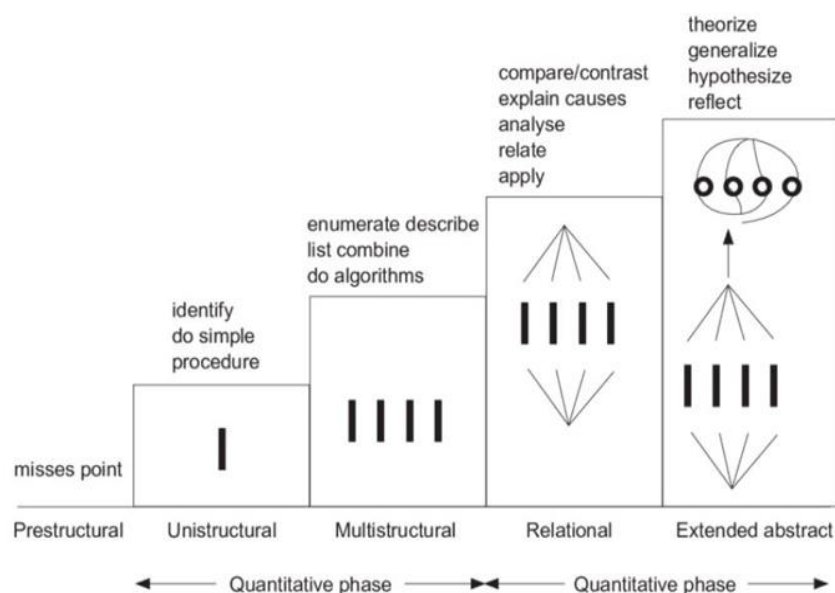 theorize
generalize
hypothesize
reflect
compare/contrast
explain causes
analyse
relate
apply
enumerate describe
list combine
do algorithms
identify
do simple
procedure
misses point
Prestructural
Unistructural
Multistructural
Relational
Extended abstract
Quantitative phase
Quantitative phase